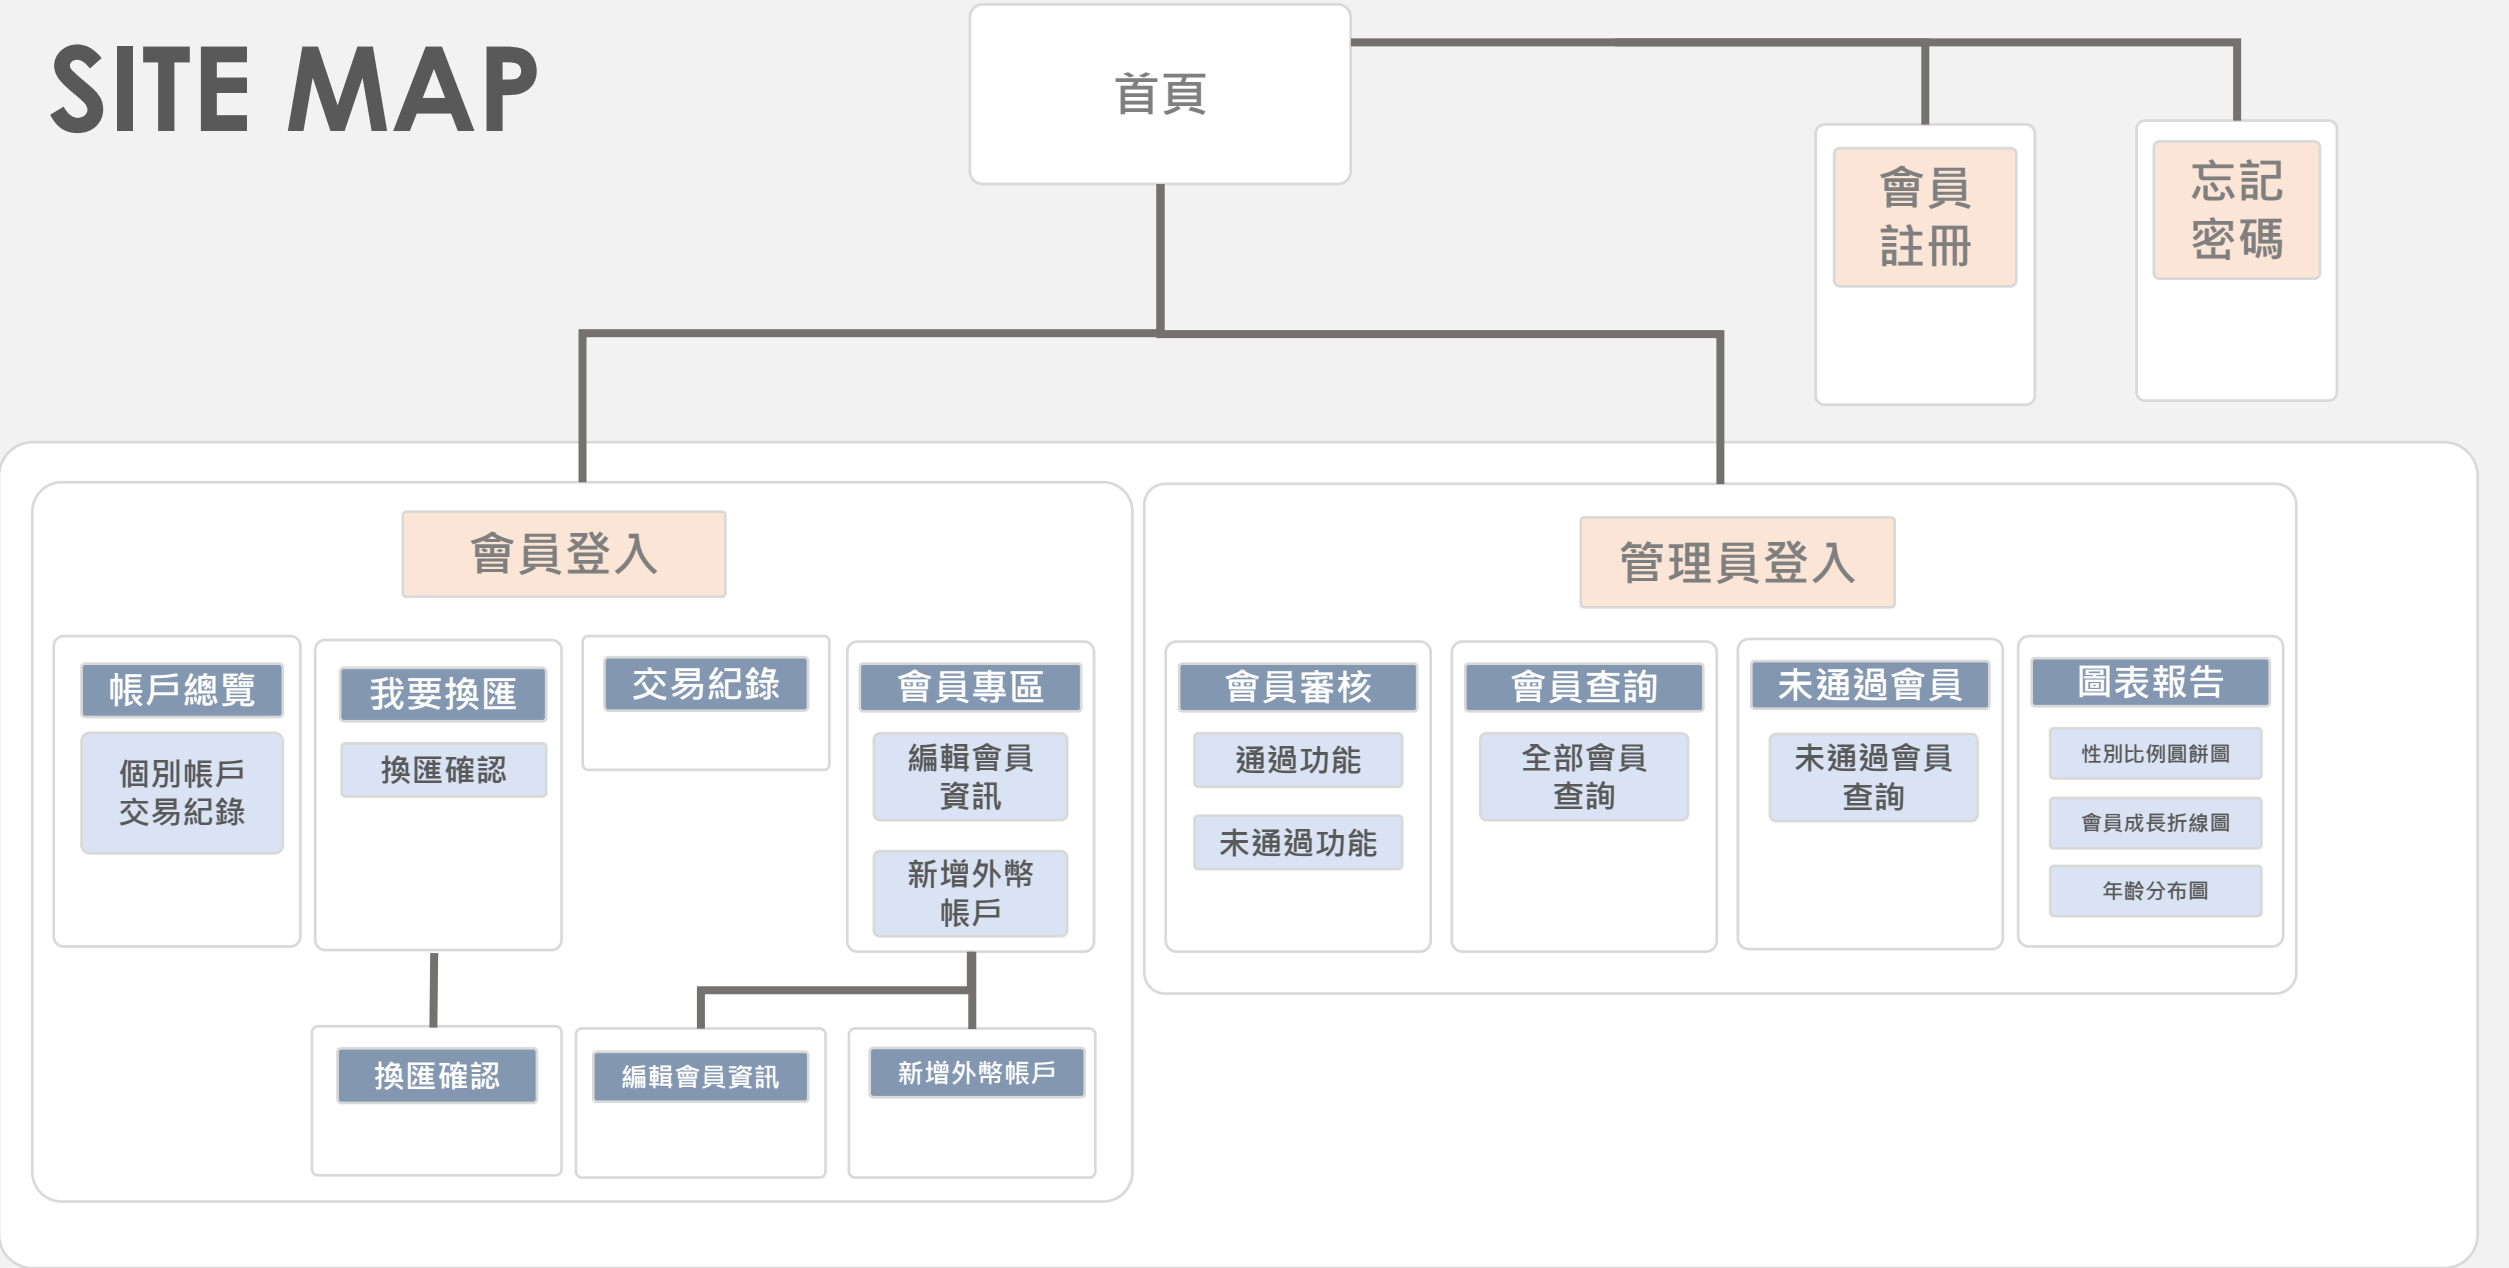 SITE MAP
首頁
會員
註冊
忘記
密碼
會員登入
帳戶總覽
個別帳戶
交易紀錄
我要換匯
換匯確認
交易紀錄
會員專區
編輯會員
資訊
新增外幣
帳戶
換匯確認
編輯會員資訊
新增外幣帳戶
管理員登入
會員審核
通過功能
未通過功能
會員查詢
全部會員
查詢
未通過會員
未通過會員
查詢
圖表報告
性別比例圓餅圖
會員成長折線圖
年齡分布圖